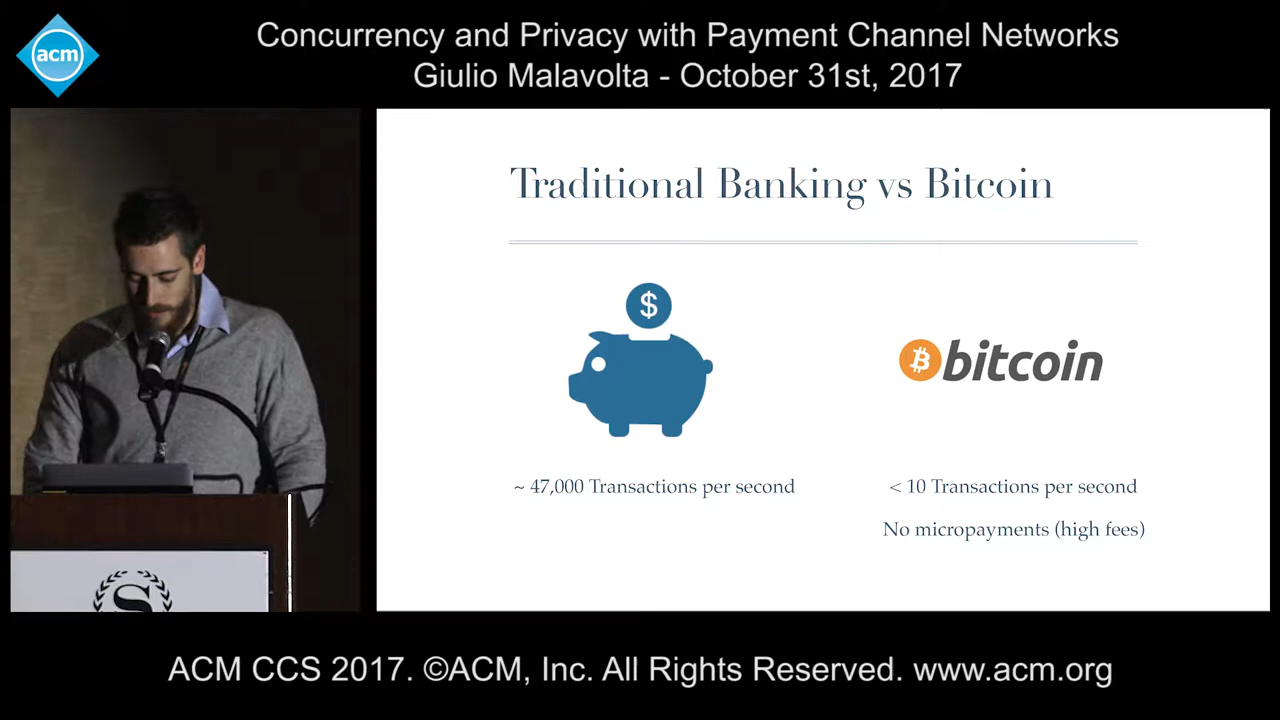 acm
Concurrency and Privacy with Payment Channel Networks
Giulio Malavolta - October 31st, 2017
Traditional Banking vs Bitcoin
$
bitcoin
~ 47,000 Transactions per second
< 10 Transactions per second
No micropayments (high fees)
S
ACM CCS 2017. ©ACM, Inc. All Rights Reserved. www.acm.org